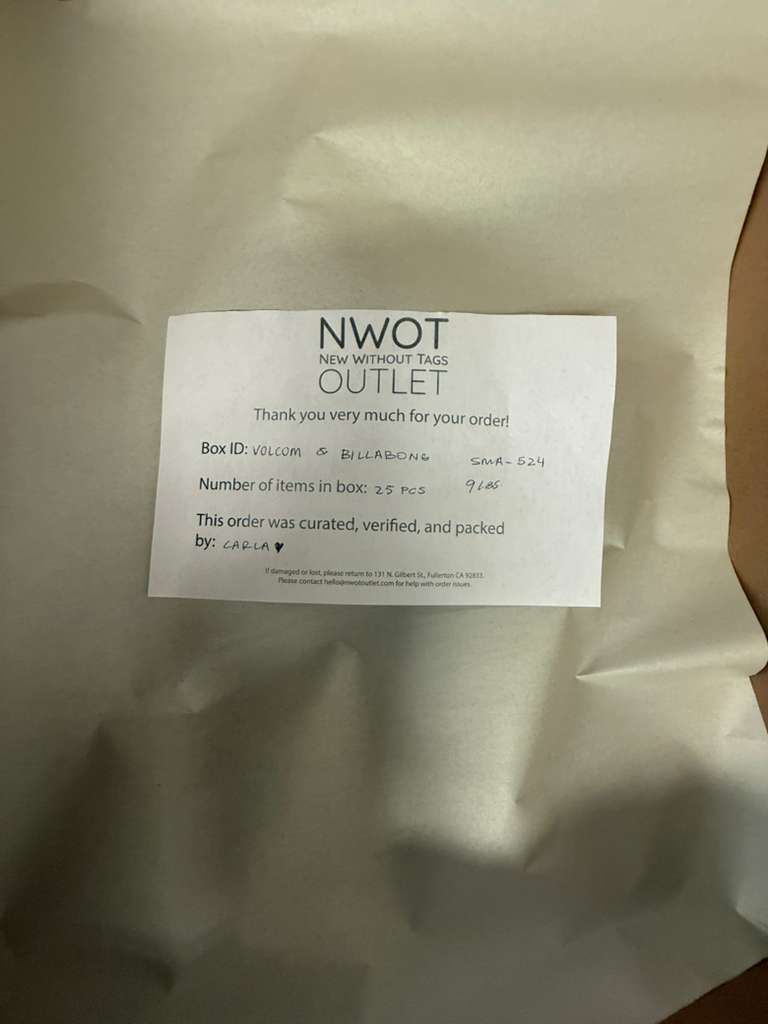 NWOT
NEW WITHOUT TAGS
OUTLET
Thank you very much for your order!
Box ID: VOLCOM & BILLABONG SMA-524
Number of items in box: 25 PCS 9 LBS
This order was curated, verified, and packed
by: CARLA ♥
If damaged or lost, please return to 131 N. Gilbert St., Fullerton CA 92833.
Please contact hello@nwotoutlet.com for help with order issues.